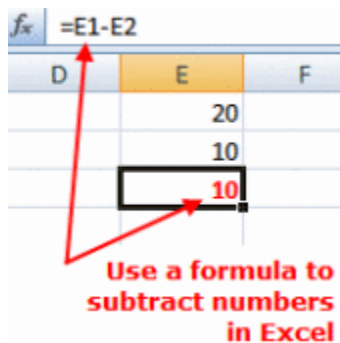 fx =E1-E2
D E F
20
10
10
Use a formula to
subtract numbers
in Excel